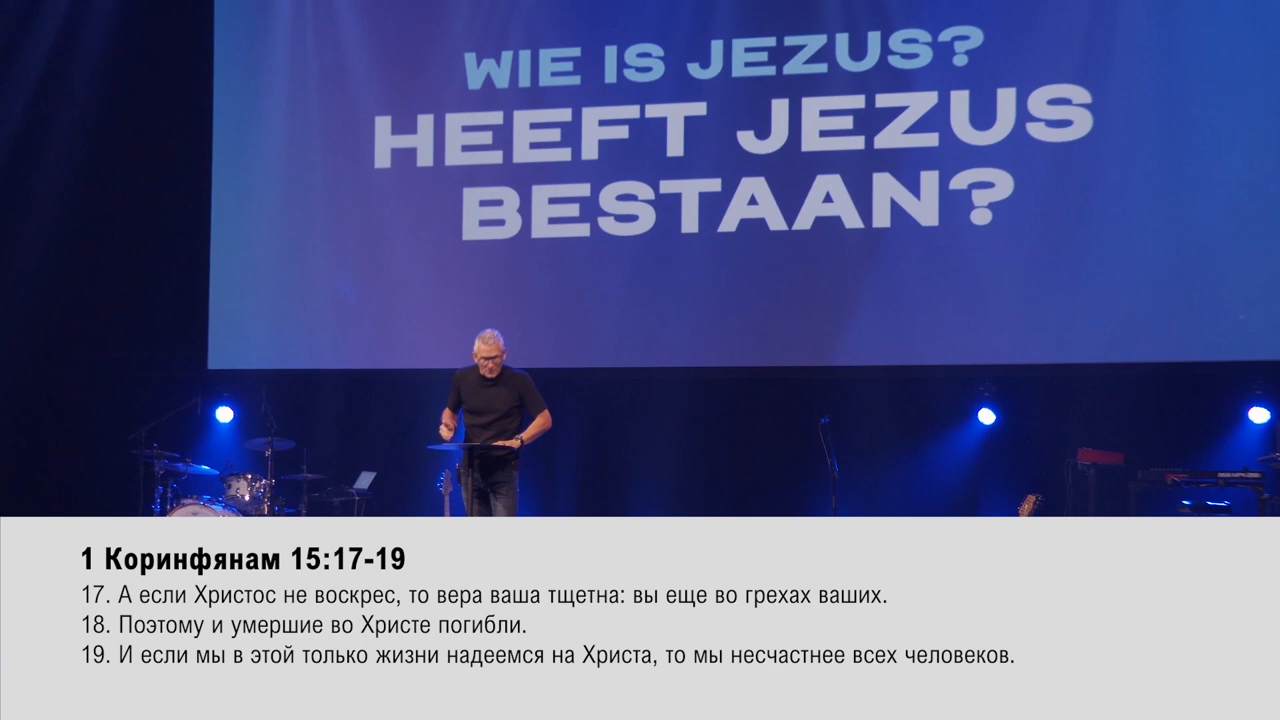 WIE IS JEZUS?
HEEFT JEZUS
BESTAAN?
1 Коринфянам 15:17-19
17. А если Христос не воскрес, то вера ваша тщетна: вы еще во грехах ваших.
18. Поэтому и умершие во Христе погибли.
19. И если мы в этой только жизни надеемся на Христа, то мы несчастнее всех человеков.